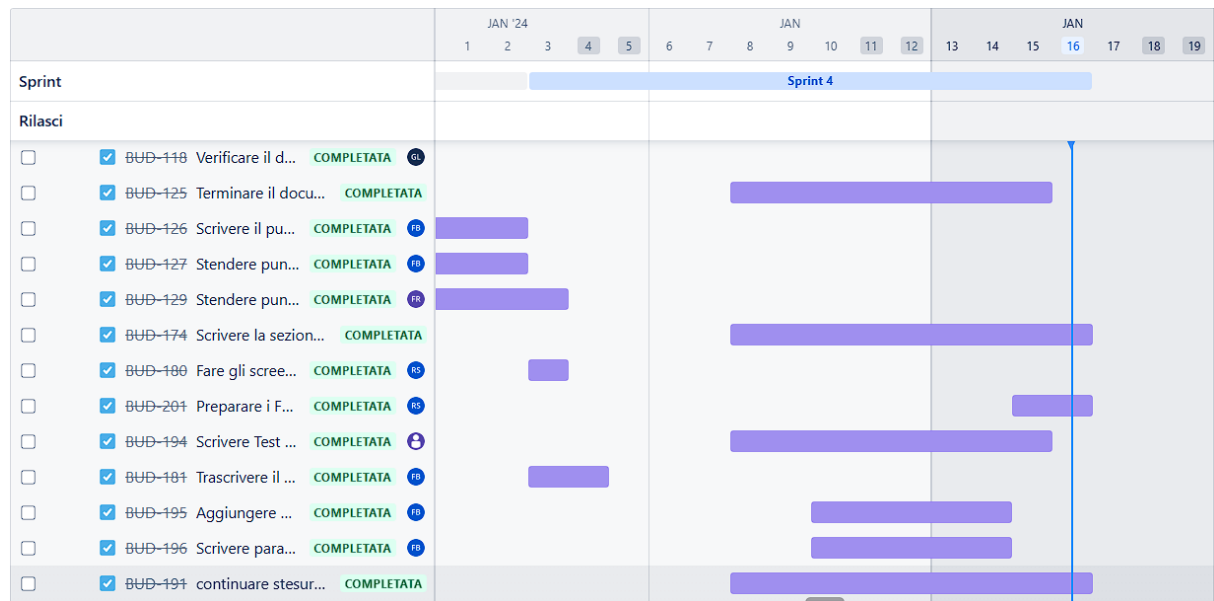 JAN '24 JAN JAN
1 2 3 4 5 6 7 8 9 10 11 12 13 14 15 16 17 18 19
Sprint Sprint 4
Rilasci
BUD-118 Verificare il d... COMPLETATA GL
BUD-125 Terminare il docu... COMPLETATA
BUD-126 Scrivere il pu... COMPLETATA FB
BUD-127 Stendere pun... COMPLETATA FB
BUD-129 Stendere pun... COMPLETATA FR
BUD-174 Scrivere la sezion... COMPLETATA
BUD-180 Fare gli scree... COMPLETATA RS
BUD-201 Preparare i F... COMPLETATA RS
BUD-194 Scrivere Test ... COMPLETATA
BUD-181 Trascrivere il ... COMPLETATA FB
BUD-195 Aggiungere ... COMPLETATA FB
BUD-196 Scrivere para... COMPLETATA FB
BUD-191 continuare stesur... COMPLETATA